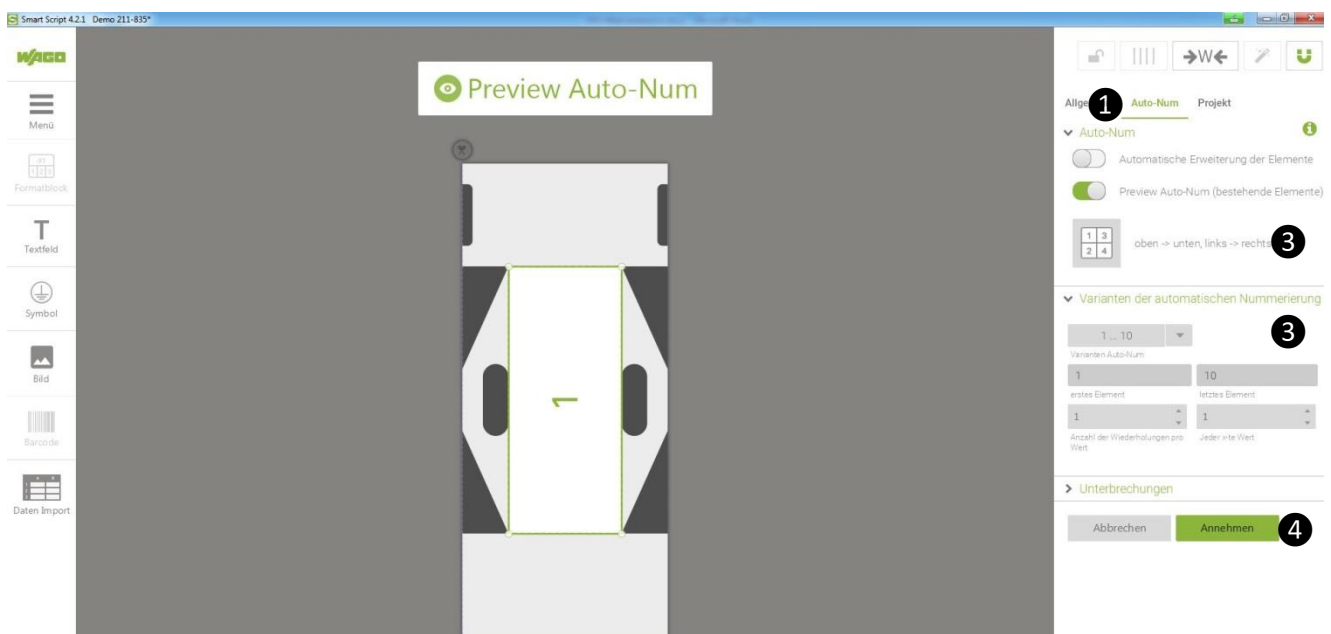 Smart Script 4.2.1 Demo 211-835*
WAGO
Menü
Formatblock
Textfeld
Symbol
Bild
Barcode
Daten Import
Preview Auto-Num
1
→W←
1 Auto-Num Projekt
Auto-Num
Automatische Erweiterung der Elemente
Preview Auto-Num (bestehende Elemente)
1 3
2 4
oben -> unten, links -> rechts 3
Varianten der automatischen Nummerierung
1 ... 10 3
Varianten Auto-Num
1 10
erstes Element letztes Element
1 1
Anzahl der Wiederholungen pro Jeder x-te Wert
Wert
Unterbrechungen
Abbrechen Annehmen 4